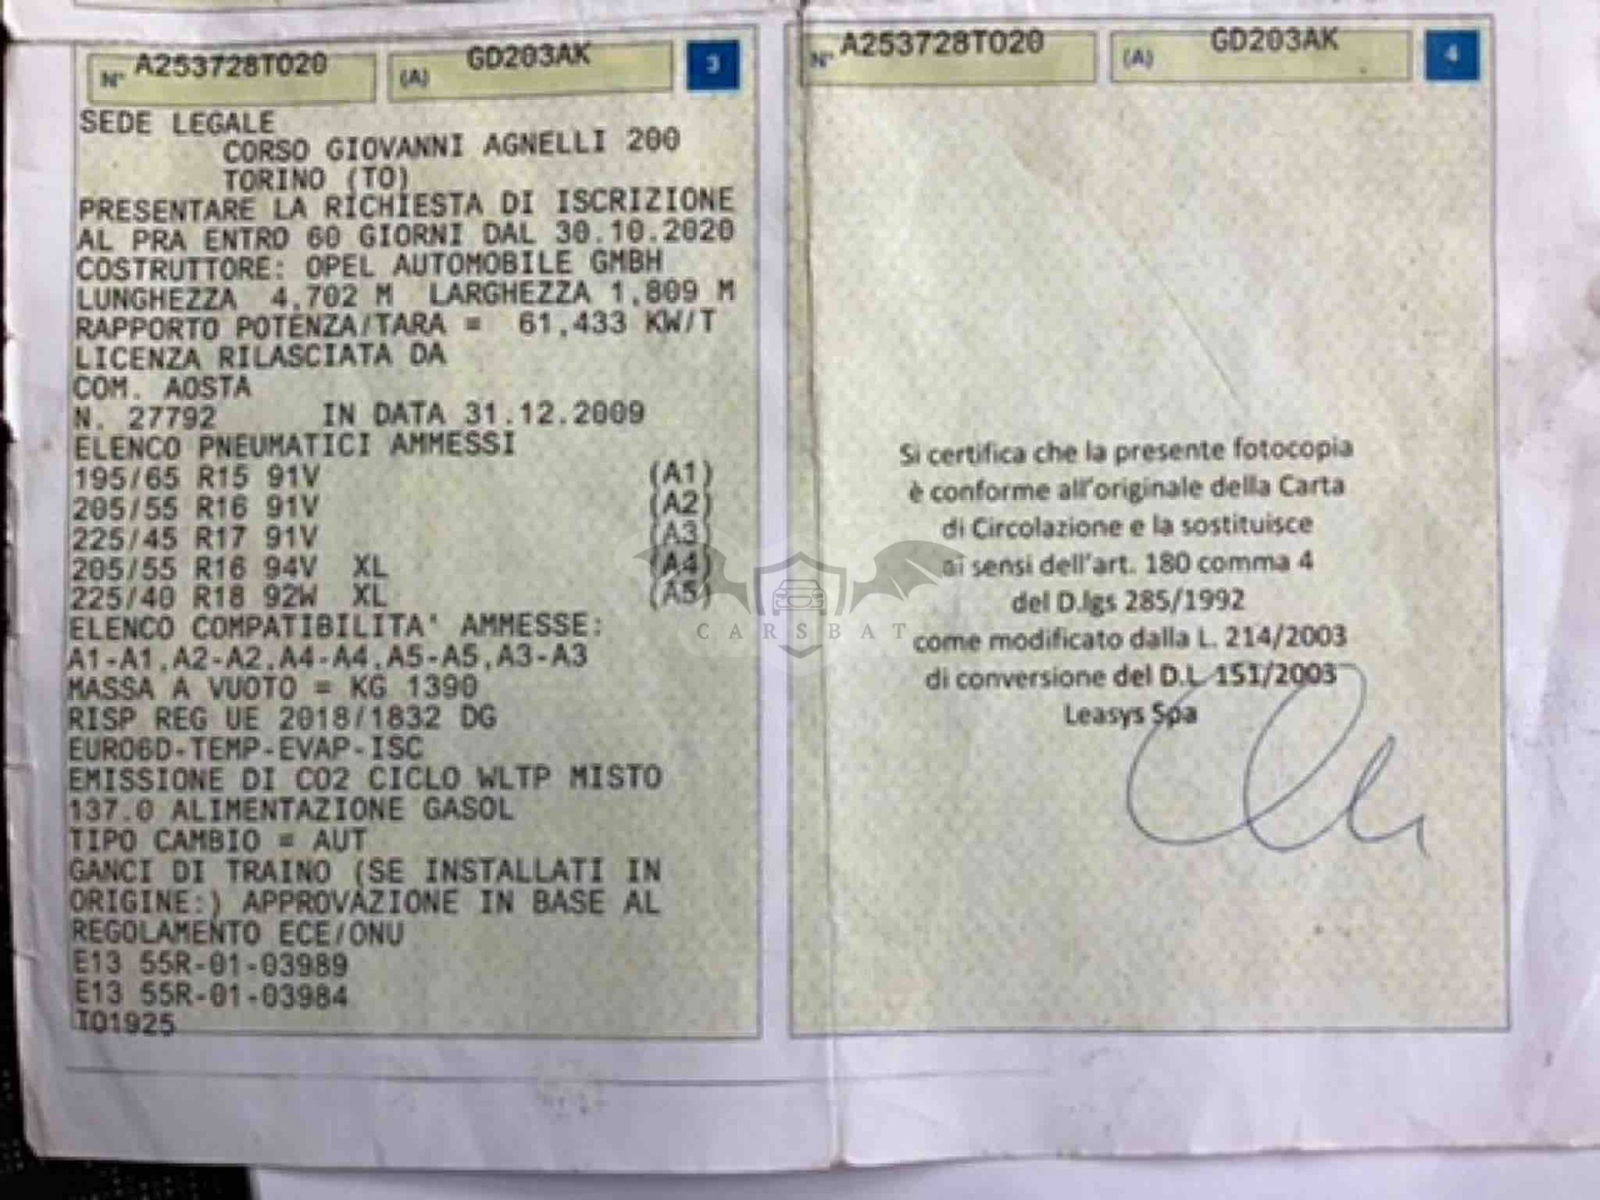 N° A253728T020 (A) GD203AK 3
SEDE LEGALE
CORSO GIOVANNI AGNELLI 200
TORINO (TO)
PRESENTARE LA RICHIESTA DI ISCRIZIONE
AL PRA ENTRO 60 GIORNI DAL 30.10.2020
COSTRUTTORE: OPEL AUTOMOBILE GMBH
LUNGHEZZA 4,702 M LARGHEZZA 1,809 M
RAPPORTO POTENZA/TARA = 61,433 KW/T
LICENZA RILASCIATA DA
COM. AOSTA
N. 27792 IN DATA 31.12.2009
ELENCO PNEUMATICI AMMESSI
195/65 R15 91V (A1)
205/55 R16 91V (A2)
225/45 R17 91V (A3)
205/55 R16 94V XL (A4)
225/40 R18 92W XL (A5)
ELENCO COMPATIBILITA' AMMESSE:
A1-A1,A2-A2,A4-A4,A5-A5,A3-A3
MASSA A VUOTO = KG 1390
RISP REG UE 2018/1832 DG
EURO6D-TEMP-EVAP-ISC
EMISSIONE DI CO2 CICLO WLTP MISTO
137.0 ALIMENTAZIONE GASOL
TIPO CAMBIO = AUT
GANCI DI TRAINO (SE INSTALLATI IN
ORIGINE:) APPROVAZIONE IN BASE AL
REGOLAMENTO ECE/ONU
E13 55R-01-03989
E13 55R-01-03984
TO1925
N° A253728T020 (A) GD203AK 4
Si certifica che la presente fotocopia
è conforme all'originale della Carta
di Circolazione e la sostituisce
ai sensi dell'art. 180 comma 4
del D.lgs 285/1992
come modificato dalla L. 214/2003
di conversione del D.L 151/2003
Leasys Spa
CARSBAT